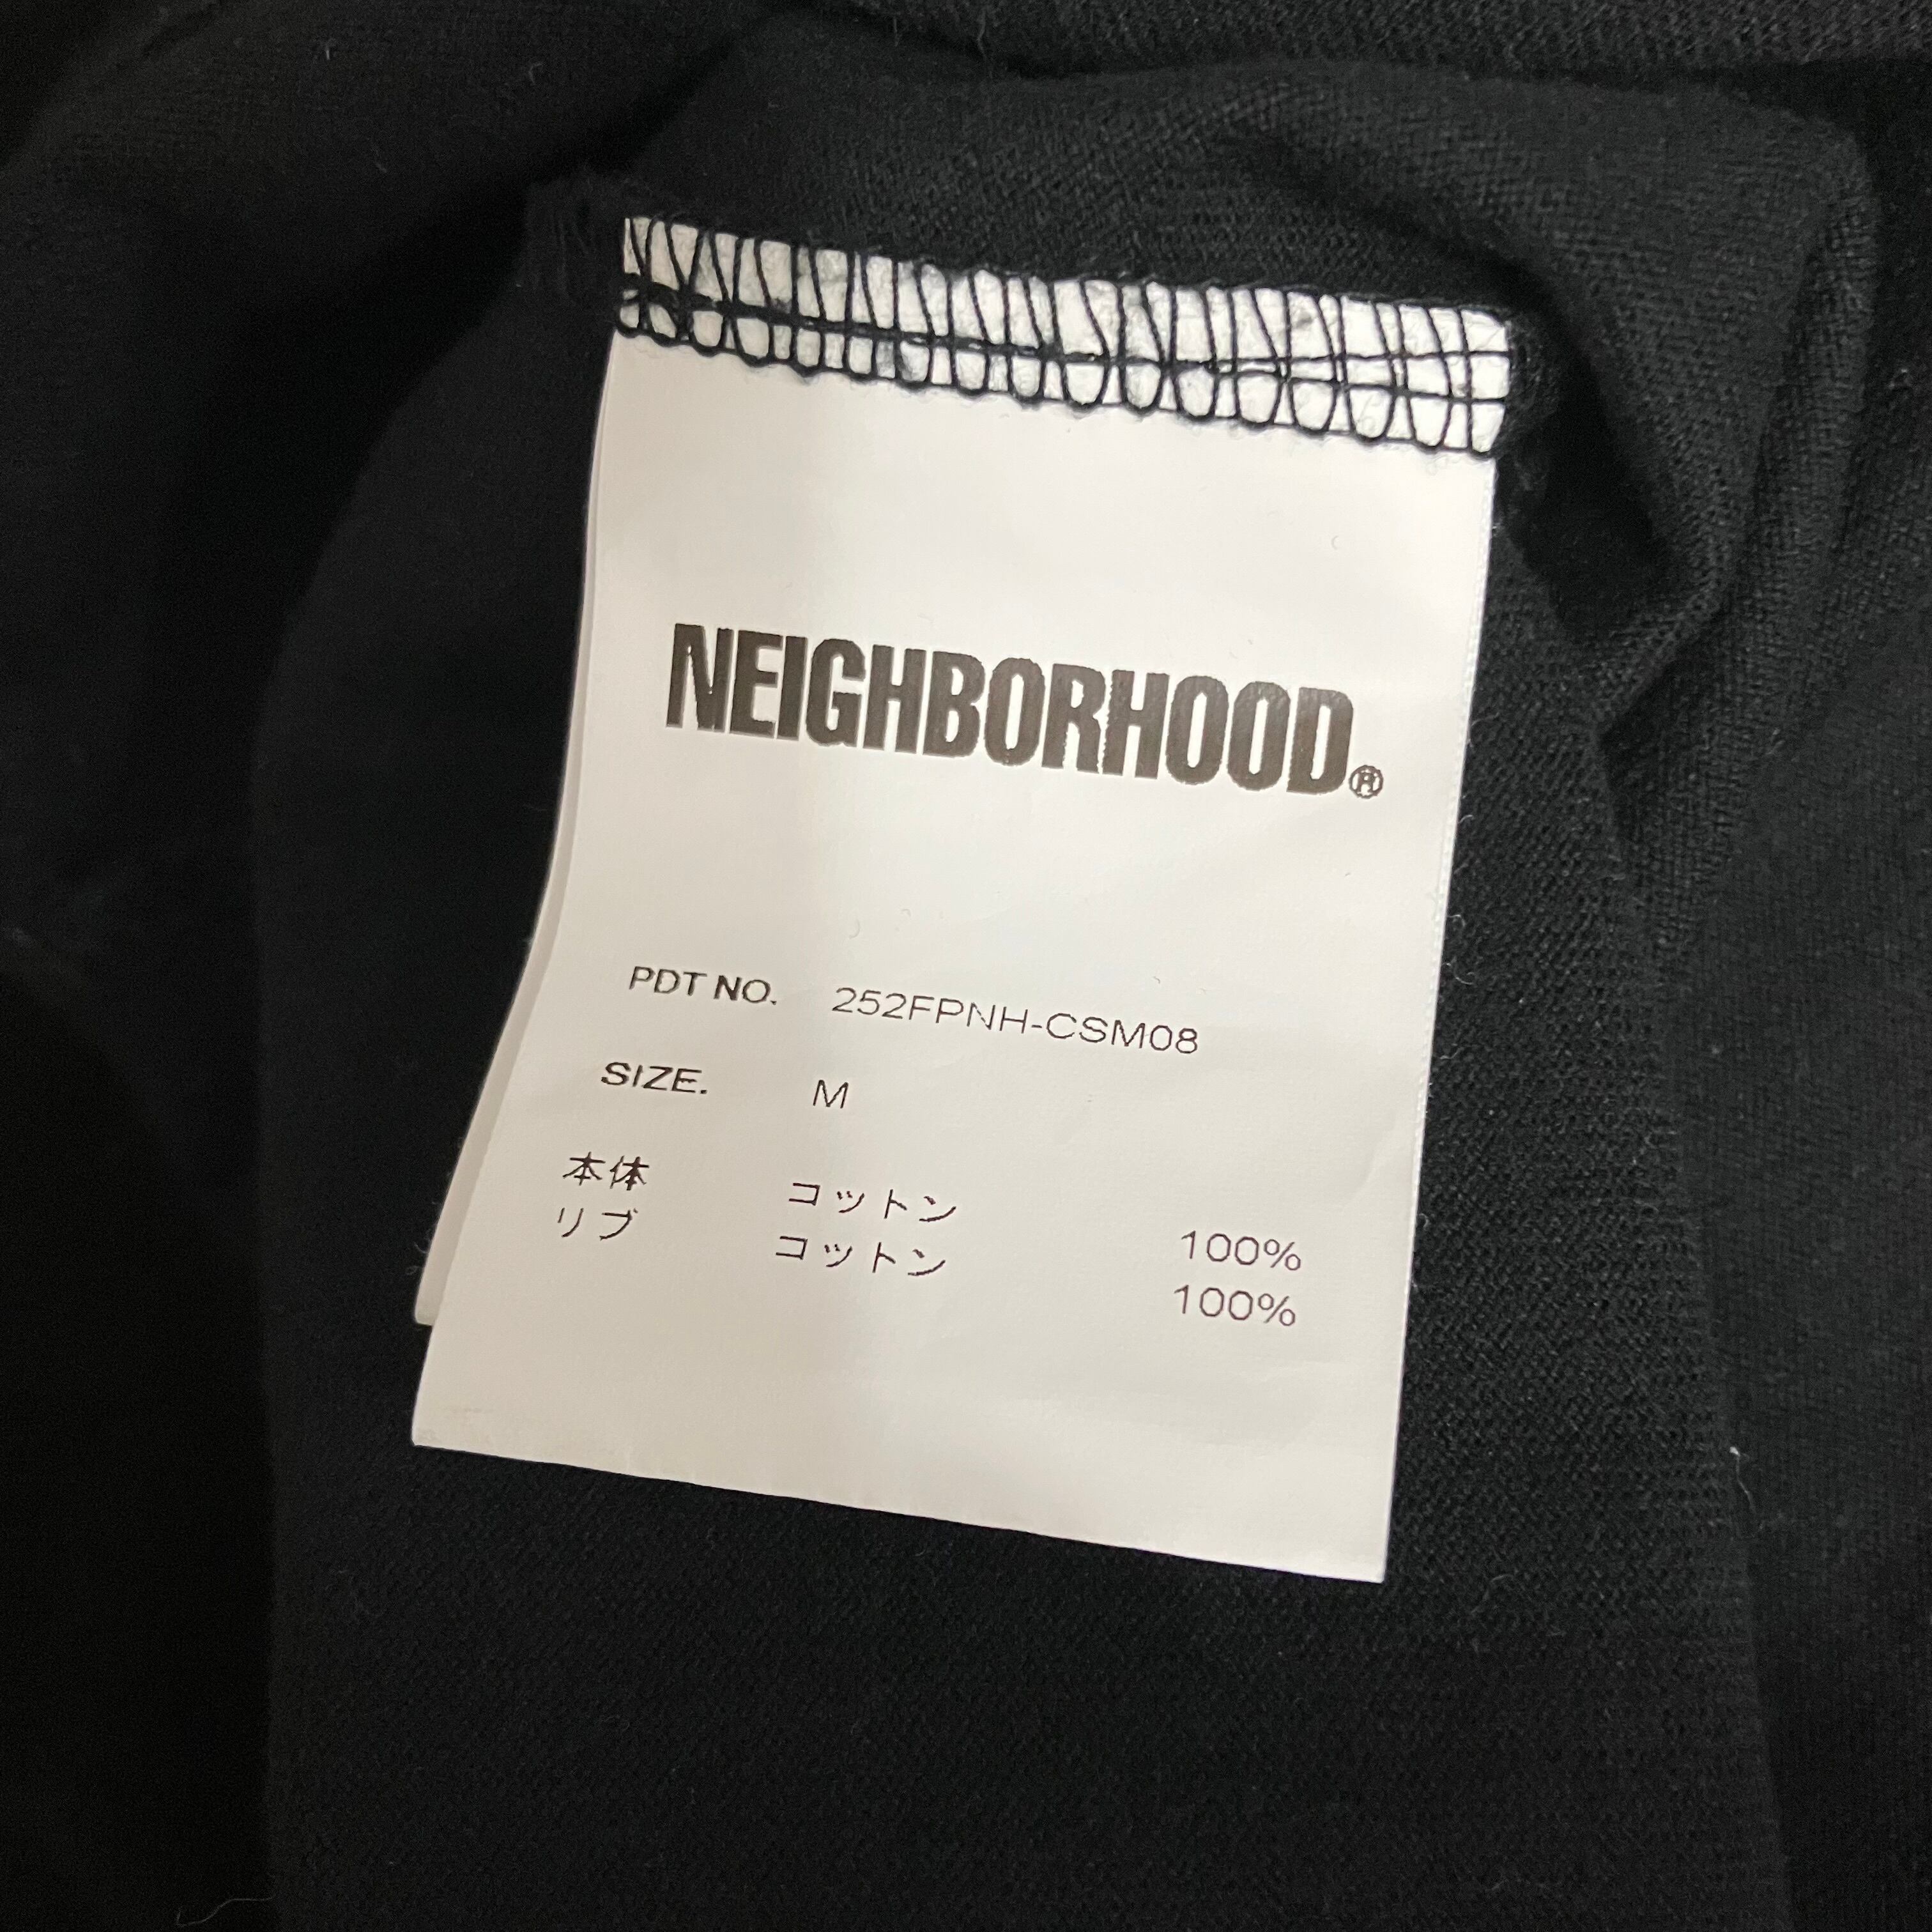 NEIGHBORHOOD®
PDT NO. 252FPNH-CSM08
SIZE. M
本体 コットン 100%
リブ コットン 100%